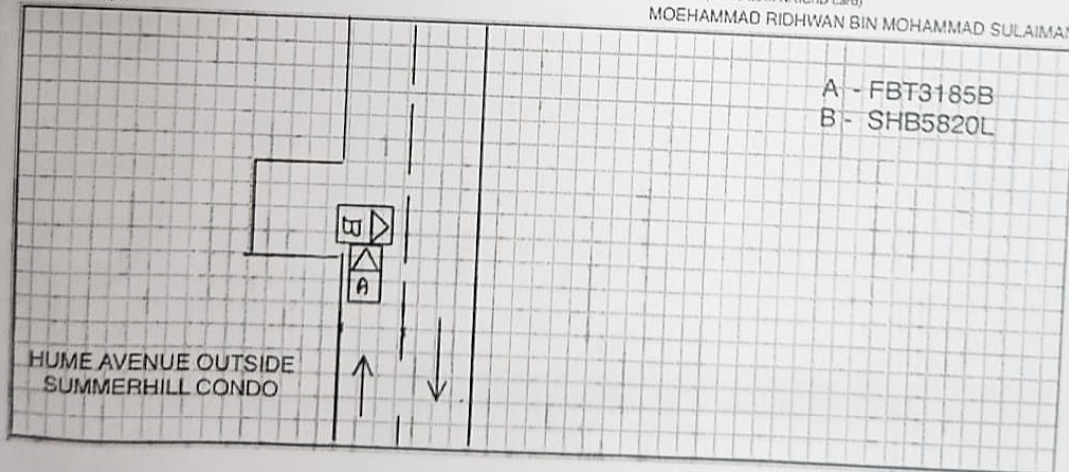 MOEHAMMAD RIDHWAN BIN MOHAMMAD SULAIMAN
A - FBT3185B
B - SHB5820L
B
A
HUME AVENUE OUTSIDE
SUMMERHILL CONDO